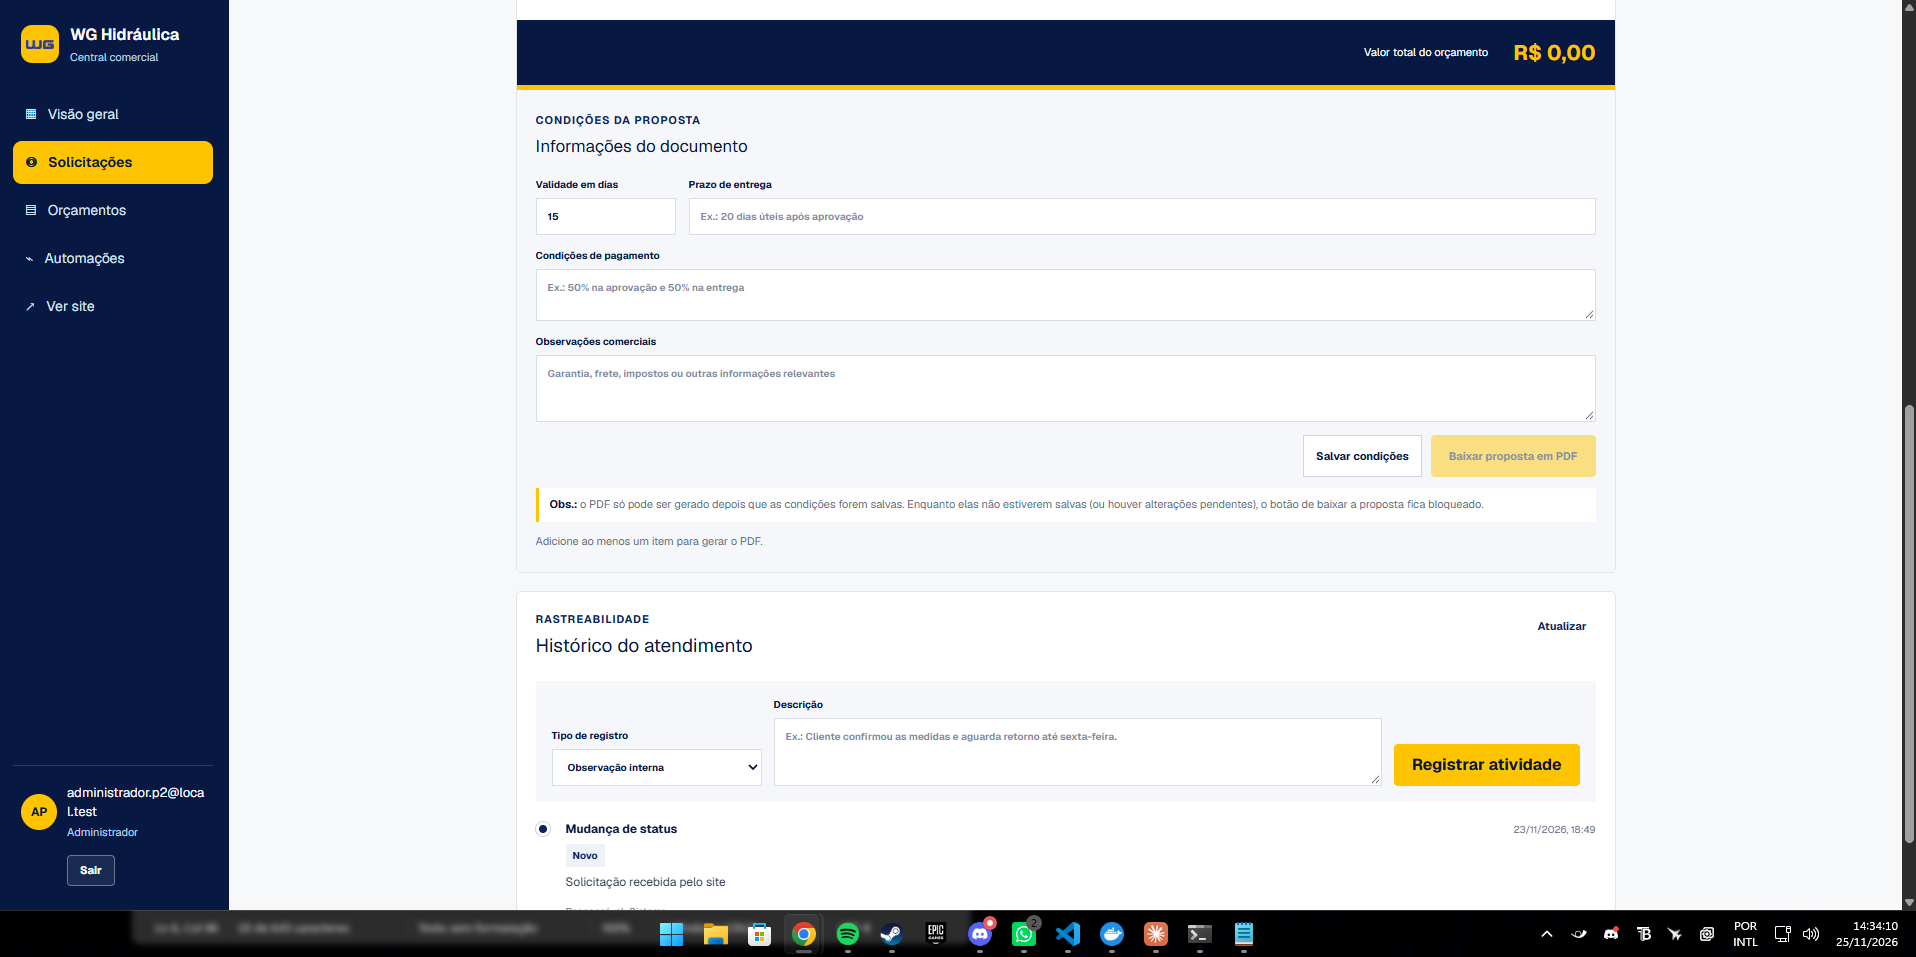 WG
WG Hidráulica
Central comercial
Visão geral
Solicitações
Orçamentos
Automações
Ver site
AP
administrador.p2@loca
l.test
Administrador
Sair
Valor total do orçamento
R$ 0,00
CONDIÇÕES DA PROPOSTA
Informações do documento
Validade em dias
Prazo de entrega
15
Ex.: 20 dias úteis após aprovação
Condições de pagamento
Ex.: 50% na aprovação e 50% na entrega
Observações comerciais
Garantia, frete, impostos ou outras informações relevantes
Salvar condições
Baixar proposta em PDF
Obs.: o PDF só pode ser gerado depois que as condições forem salvas. Enquanto elas não estiverem salvas (ou houver alterações pendentes), o botão de baixar a proposta fica bloqueado.
Adicione ao menos um item para gerar o PDF.
RASTREABILIDADE
Histórico do atendimento
Atualizar
Tipo de registro
Observação interna
Descrição
Ex.: Cliente confirmou as medidas e aguarda retorno até sexta-feira.
Registrar atividade
Mudança de status
23/11/2026, 18:49
Novo
Solicitação recebida pelo site
EPIC
GAMES
2
POR
INTL
14:34:10
25/11/2026